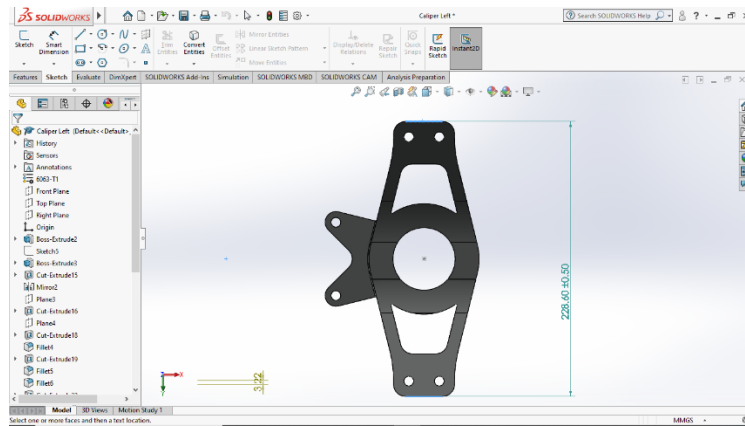 SOLIDWORKS
Caliper Left *
Search SOLIDWORKS Help
Sketch
Smart Dimension
Trim Entities
Convert Entities
Offset Entities
Mirror Entities
Linear Sketch Pattern
Move Entities
Display/Delete Relations
Repair Sketch
Quick Snaps
Rapid Sketch
Instant2D
Features Sketch Evaluate DimXpert SOLIDWORKS Add-Ins Simulation SOLIDWORKS MBD SOLIDWORKS CAM Analysis Preparation
Caliper Left (Default<<Default>
History
Sensors
Annotations
6063-T1
Front Plane
Top Plane
Right Plane
Origin
Boss-Extrude2
Sketch5
Boss-Extrude3
Cut-Extrude15
Mirror2
Plane3
Cut-Extrude16
Plane4
Cut-Extrude18
Fillet4
Cut-Extrude19
Fillet5
Fillet6
228.60 ±0.50
3.22
X
Y
Model 3D Views Motion Study 1
Select one or more faces and then a text location.
MMGS